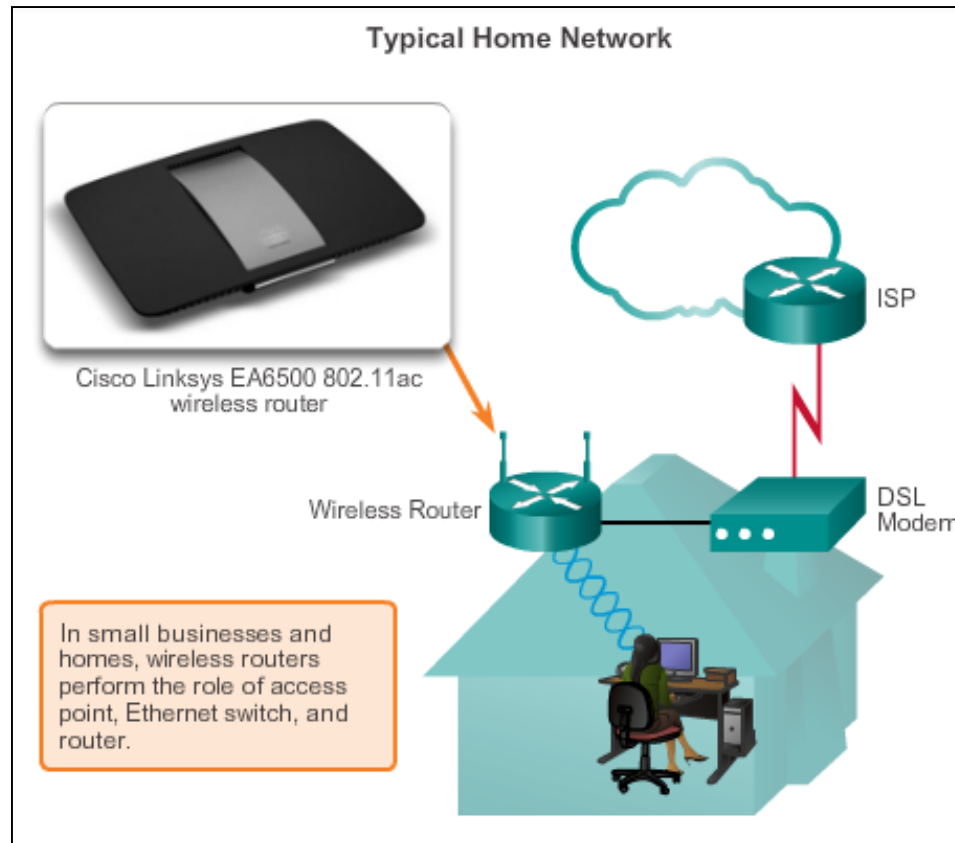 Typical Home Network
Cisco Linksys EA6500 802.11ac
wireless router
ISP
Wireless Router
DSL
Modem
In small businesses and
homes, wireless routers
perform the role of access
point, Ethernet switch, and
router.